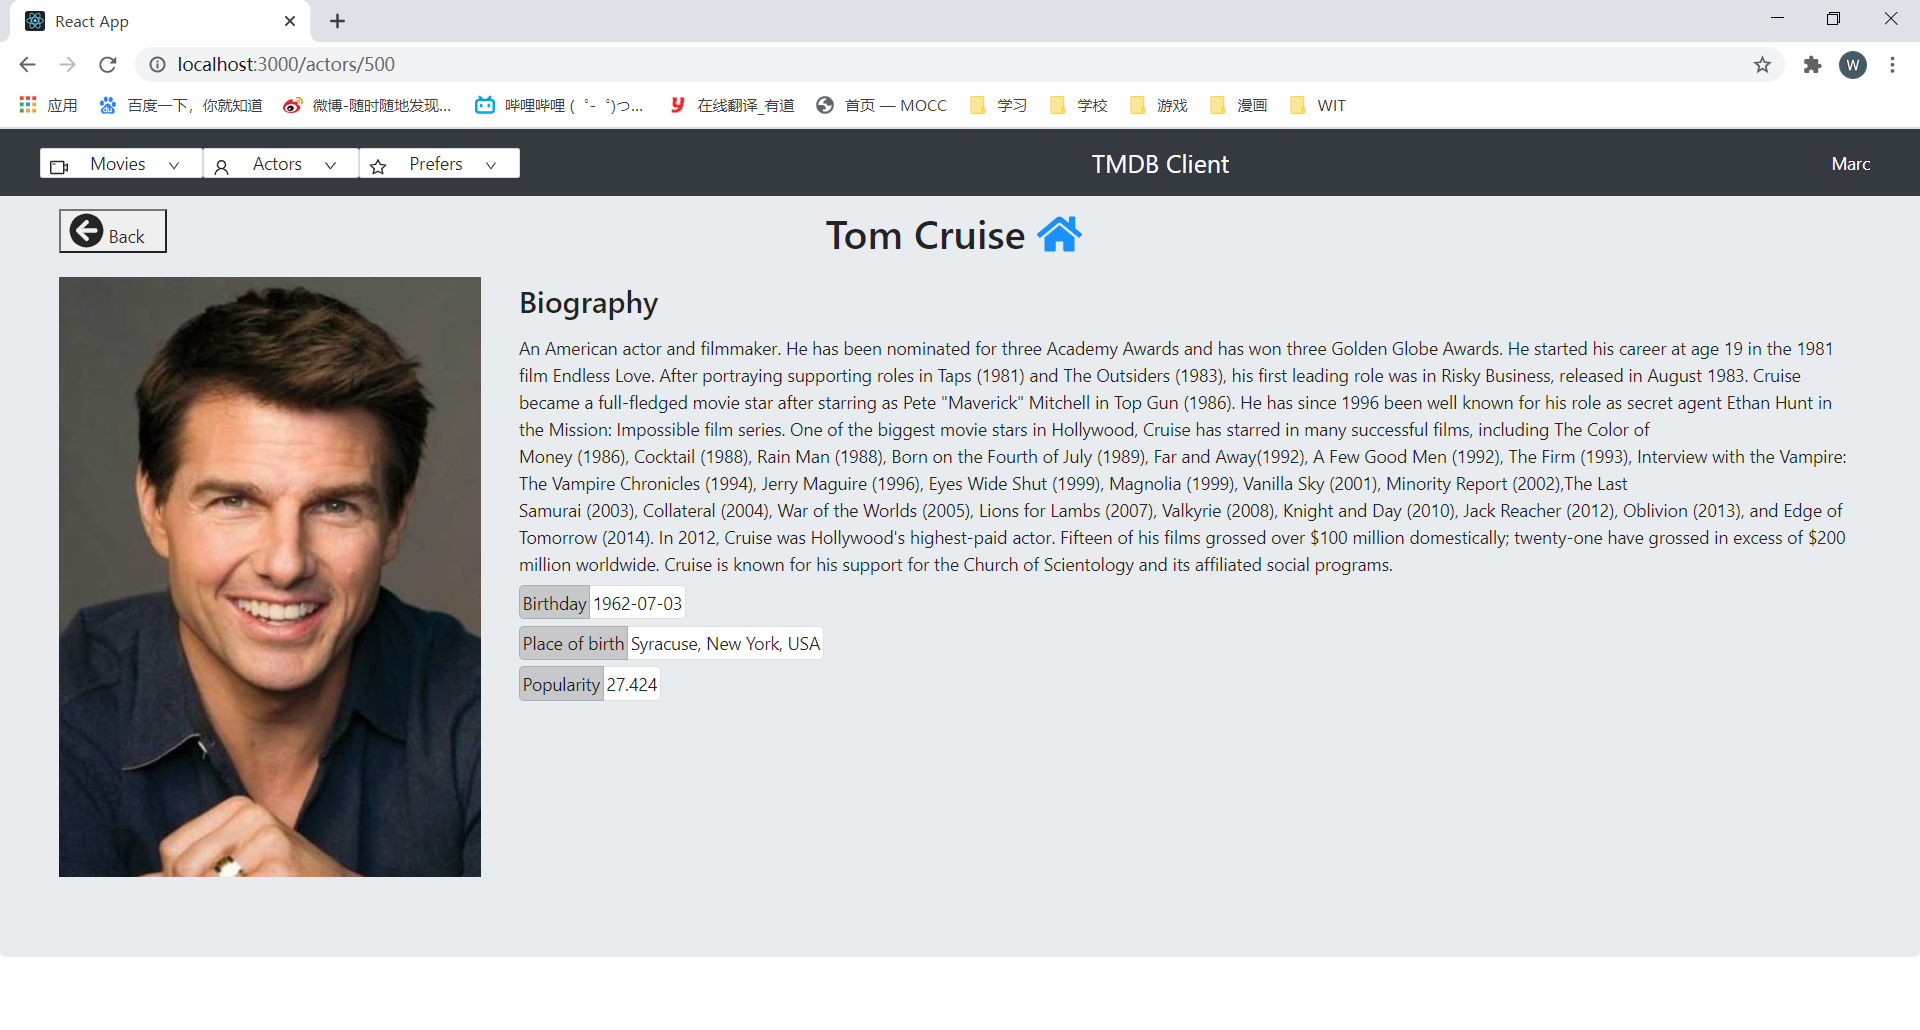 React App
localhost:3000/actors/500
W
应用 百度一下，你就知道 微博-随时随地发现... 哔哩哔哩 (゜-゜)つ... 在线翻译_有道 首页 — MOCC 学习 学校 游戏 漫画 WIT
Movies Actors Prefers TMDB Client Marc
Back
Tom Cruise
Biography
An American actor and filmmaker. He has been nominated for three Academy Awards and has won three Golden Globe Awards. He started his career at age 19 in the 1981
film Endless Love. After portraying supporting roles in Taps (1981) and The Outsiders (1983), his first leading role was in Risky Business, released in August 1983. Cruise
became a full-fledged movie star after starring as Pete "Maverick" Mitchell in Top Gun (1986). He has since 1996 been well known for his role as secret agent Ethan Hunt in
the Mission: Impossible film series. One of the biggest movie stars in Hollywood, Cruise has starred in many successful films, including The Color of
Money (1986), Cocktail (1988), Rain Man (1988), Born on the Fourth of July (1989), Far and Away(1992), A Few Good Men (1992), The Firm (1993), Interview with the Vampire:
The Vampire Chronicles (1994), Jerry Maguire (1996), Eyes Wide Shut (1999), Magnolia (1999), Vanilla Sky (2001), Minority Report (2002),The Last
Samurai (2003), Collateral (2004), War of the Worlds (2005), Lions for Lambs (2007), Valkyrie (2008), Knight and Day (2010), Jack Reacher (2012), Oblivion (2013), and Edge of
Tomorrow (2014). In 2012, Cruise was Hollywood's highest-paid actor. Fifteen of his films grossed over $100 million domestically; twenty-one have grossed in excess of $200
million worldwide. Cruise is known for his support for the Church of Scientology and its affiliated social programs.
Birthday 1962-07-03
Place of birth Syracuse, New York, USA
Popularity 27.424